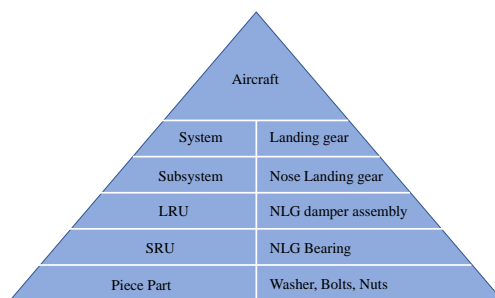 Aircraft
System Landing gear
Subsystem Nose Landing gear
LRU NLG damper assembly
SRU NLG Bearing
Piece Part Washer, Bolts, Nuts